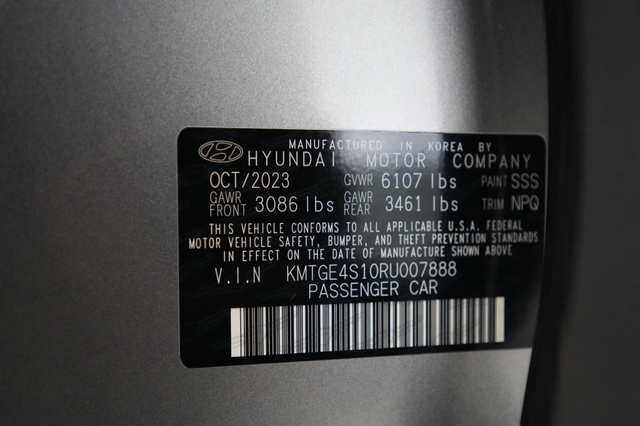 MANUFACTURED IN KOREA BY
HYUNDAI MOTOR COMPANY
OCT/2023 GVWR 6107 lbs PAINT SSS
GAWR FRONT 3086 lbs GAWR REAR 3461 lbs TRIM NPQ
THIS VEHICLE CONFORMS TO ALL APPLICABLE U.S.A. FEDERAL
MOTOR VEHICLE SAFETY, BUMPER, AND THEFT PREVENTION STANDARDS
IN EFFECT ON THE DATE OF MANUFACTURE SHOWN ABOVE
V.I.N KMTGE4S10RU007888
PASSENGER CAR